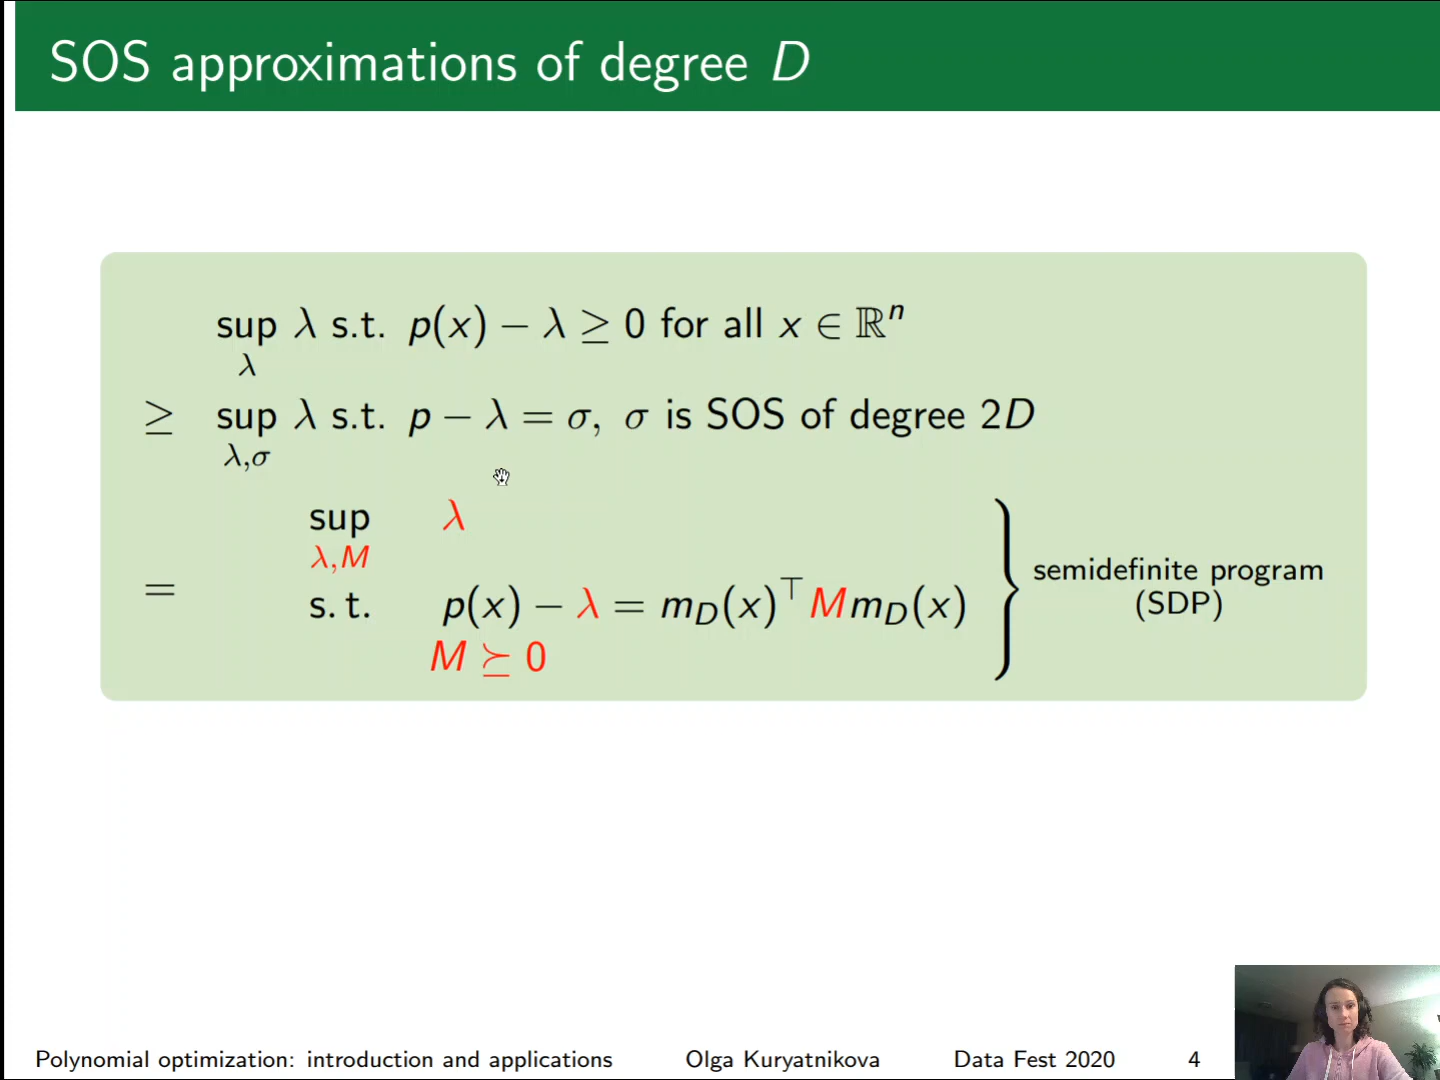 SOS approximations of degree D
sup λ s.t. p(x) − λ ≥ 0 for all x ∈ ℝⁿ
λ
≥ sup λ s.t. p − λ = σ, σ is SOS of degree 2D
λ,σ
sup λ
λ,M
= s. t. p(x) − λ = m_D(x)^⊤ M m_D(x)
M ⪰ 0
semidefinite program
(SDP)
Polynomial optimization: introduction and applications Olga Kuryatnikova Data Fest 2020 4